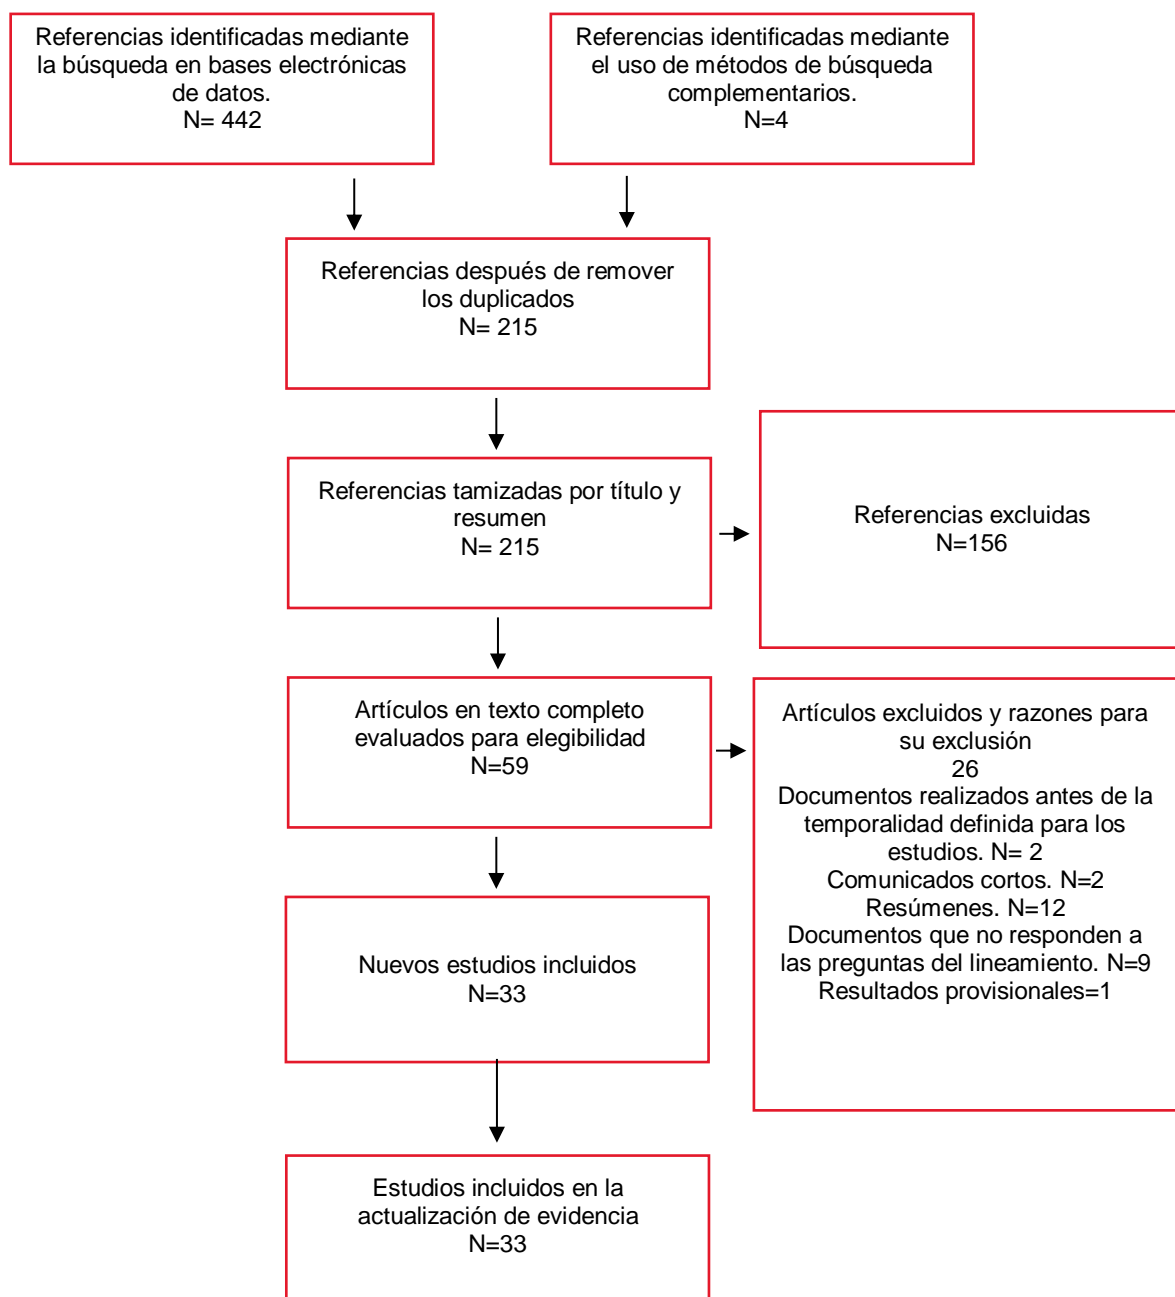 Referencias identificadas mediante
la búsqueda en bases electrónicas
de datos.
N= 442
Referencias identificadas mediante
el uso de métodos de búsqueda
complementarios.
N=4
Referencias después de remover
los duplicados
N= 215
Referencias tamizadas por título y
resumen
N= 215
Referencias excluidas
N=156
Artículos en texto completo
evaluados para elegibilidad
N=59
Artículos excluidos y razones para
su exclusión
26
Documentos realizados antes de la
temporalidad definida para los
estudios. N= 2
Comunicados cortos. N=2
Resúmenes. N=12
Documentos que no responden a
las preguntas del lineamiento. N=9
Resultados provisionales=1
Nuevos estudios incluidos
N=33
Estudios incluidos en la
actualización de evidencia
N=33